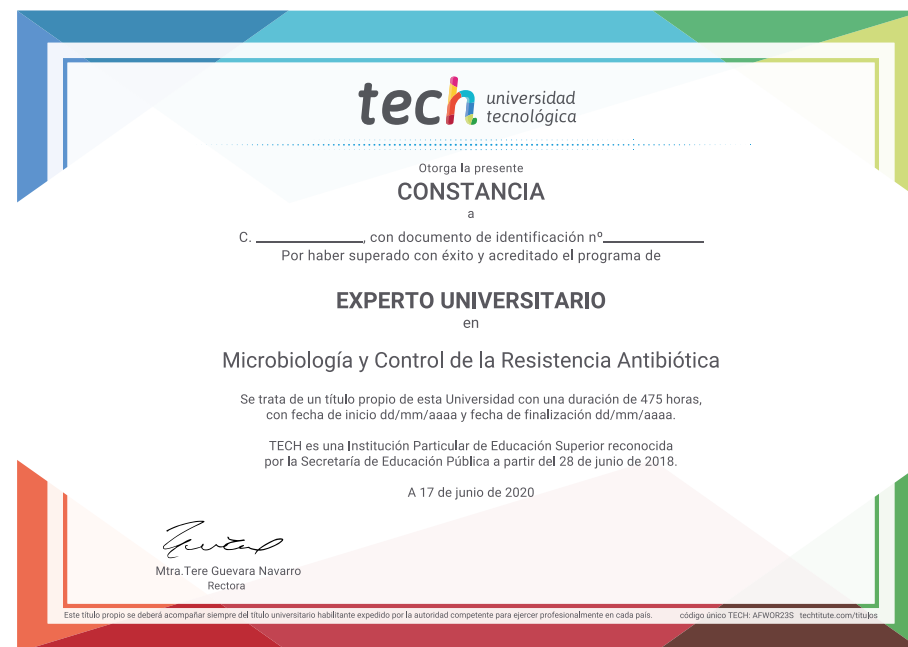 tech universidad
tecnológica
Otorga la presente
CONSTANCIA
a
C. ____________, con documento de identificación nº____________
Por haber superado con éxito y acreditado el programa de
EXPERTO UNIVERSITARIO
en
Microbiología y Control de la Resistencia Antibiótica
Se trata de un título propio de esta Universidad con una duración de 475 horas,
con fecha de inicio dd/mm/aaaa y fecha de finalización dd/mm/aaaa.
TECH es una Institución Particular de Educación Superior reconocida
por la Secretaría de Educación Pública a partir del 28 de junio de 2018.
A 17 de junio de 2020
Mtra.Tere Guevara Navarro
Rectora
Este título propio se deberá acompañar siempre del título universitario habilitante expedido por la autoridad competente para ejercer profesionalmente en cada país. código único TECH: AFWOR23S techtitute.com/titulos